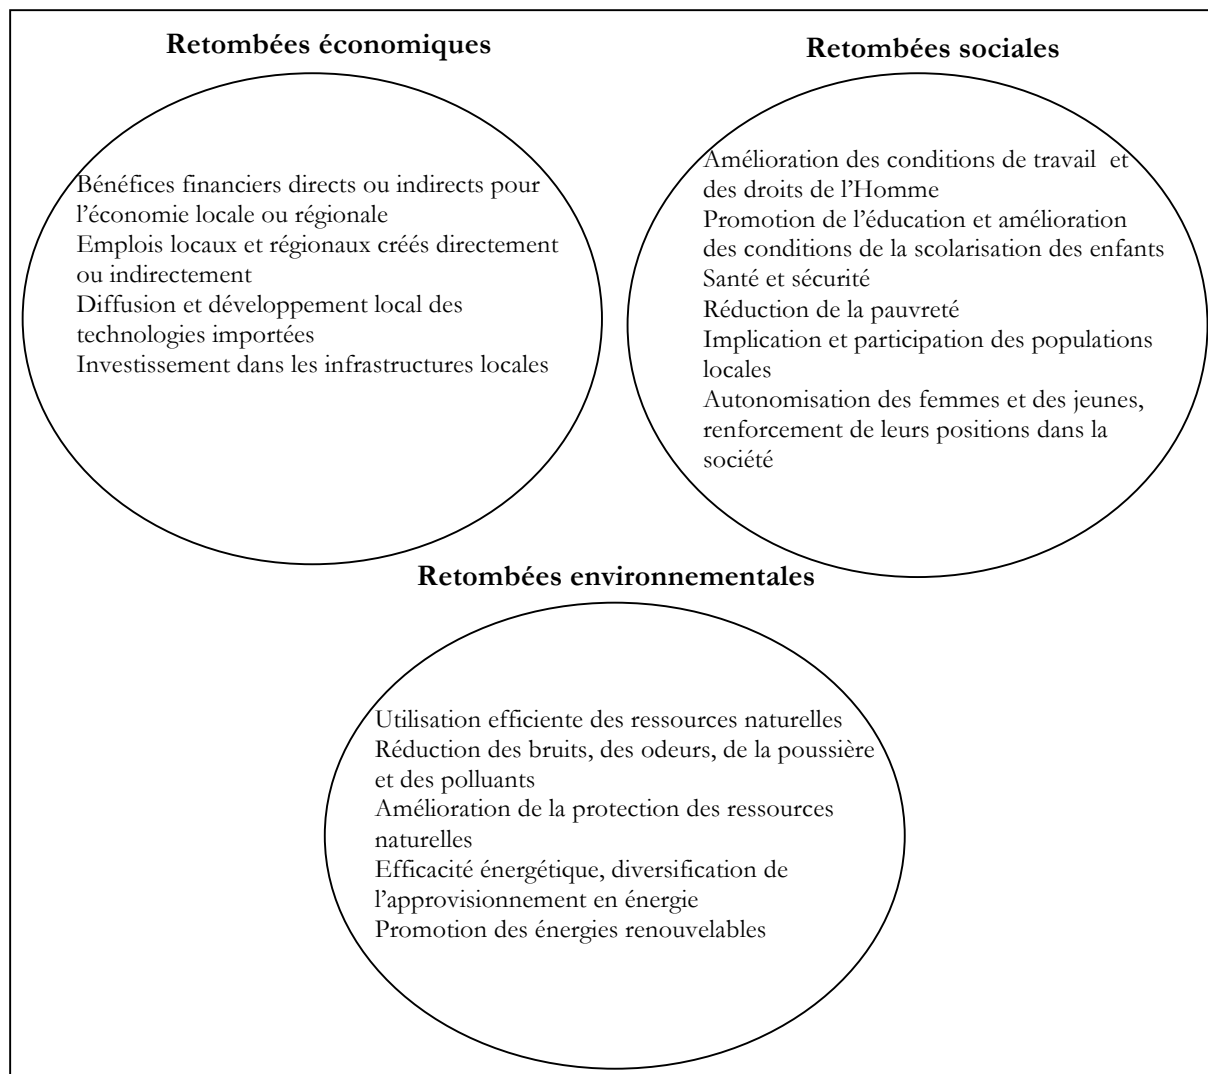 Retombées économiques
Bénéfices financiers directs ou indirects pour
l'économie locale ou régionale
Emplois locaux et régionaux créés directement
ou indirectement
Diffusion et développement local des
technologies importées
Investissement dans les infrastructures locales
Retombées sociales
Amélioration des conditions de travail et
des droits de l'Homme
Promotion de l'éducation et amélioration
des conditions de la scolarisation des enfants
Santé et sécurité
Réduction de la pauvreté
Implication et participation des populations
locales
Autonomisation des femmes et des jeunes,
renforcement de leurs positions dans la
société
Retombées environnementales
Utilisation efficiente des ressources naturelles
Réduction des bruits, des odeurs, de la poussière
et des polluants
Amélioration de la protection des ressources
naturelles
Efficacité énergétique, diversification de
l'approvisionnement en énergie
Promotion des énergies renouvelables